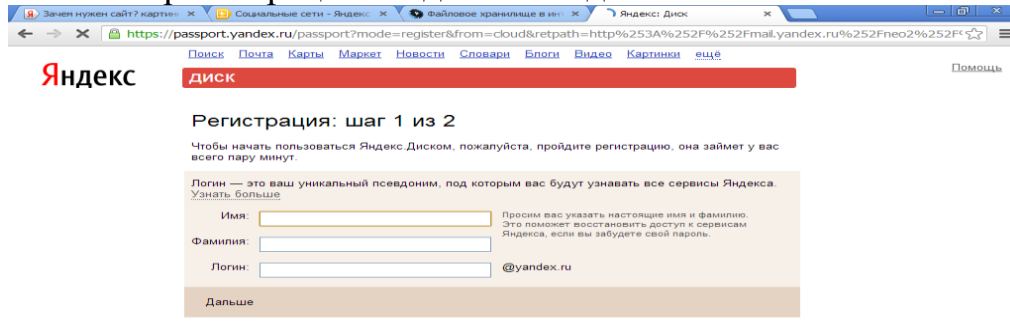 Зачем нужен сайт? картин
Социальные сети - Яндекс
Файловое хранилище в ин
Яндекс: Диск
https://passport.yandex.ru/passport?mode=register&from=cloud&retpath=http%253A%252F%252Fmail.yandex.ru%252Fneo2%252F
Поиск Почта Карты Маркет Новости Словари Блоги Видео Картинки ещё
Помощь
Яндекс
диск
Регистрация: шаг 1 из 2
Чтобы начать пользоваться Яндекс.Диском, пожалуйста, пройдите регистрацию, она займет у вас
всего пару минут.
Логин — это ваш уникальный псевдоним, под которым вас будут узнавать все сервисы Яндекса.
Узнать больше
Имя:
Просим вас указать настоящие имя и фамилию.
Это поможет восстановить доступ к сервисам
Яндекса, если вы забудете свой пароль.
Фамилия:
Логин:
@yandex.ru
Дальше